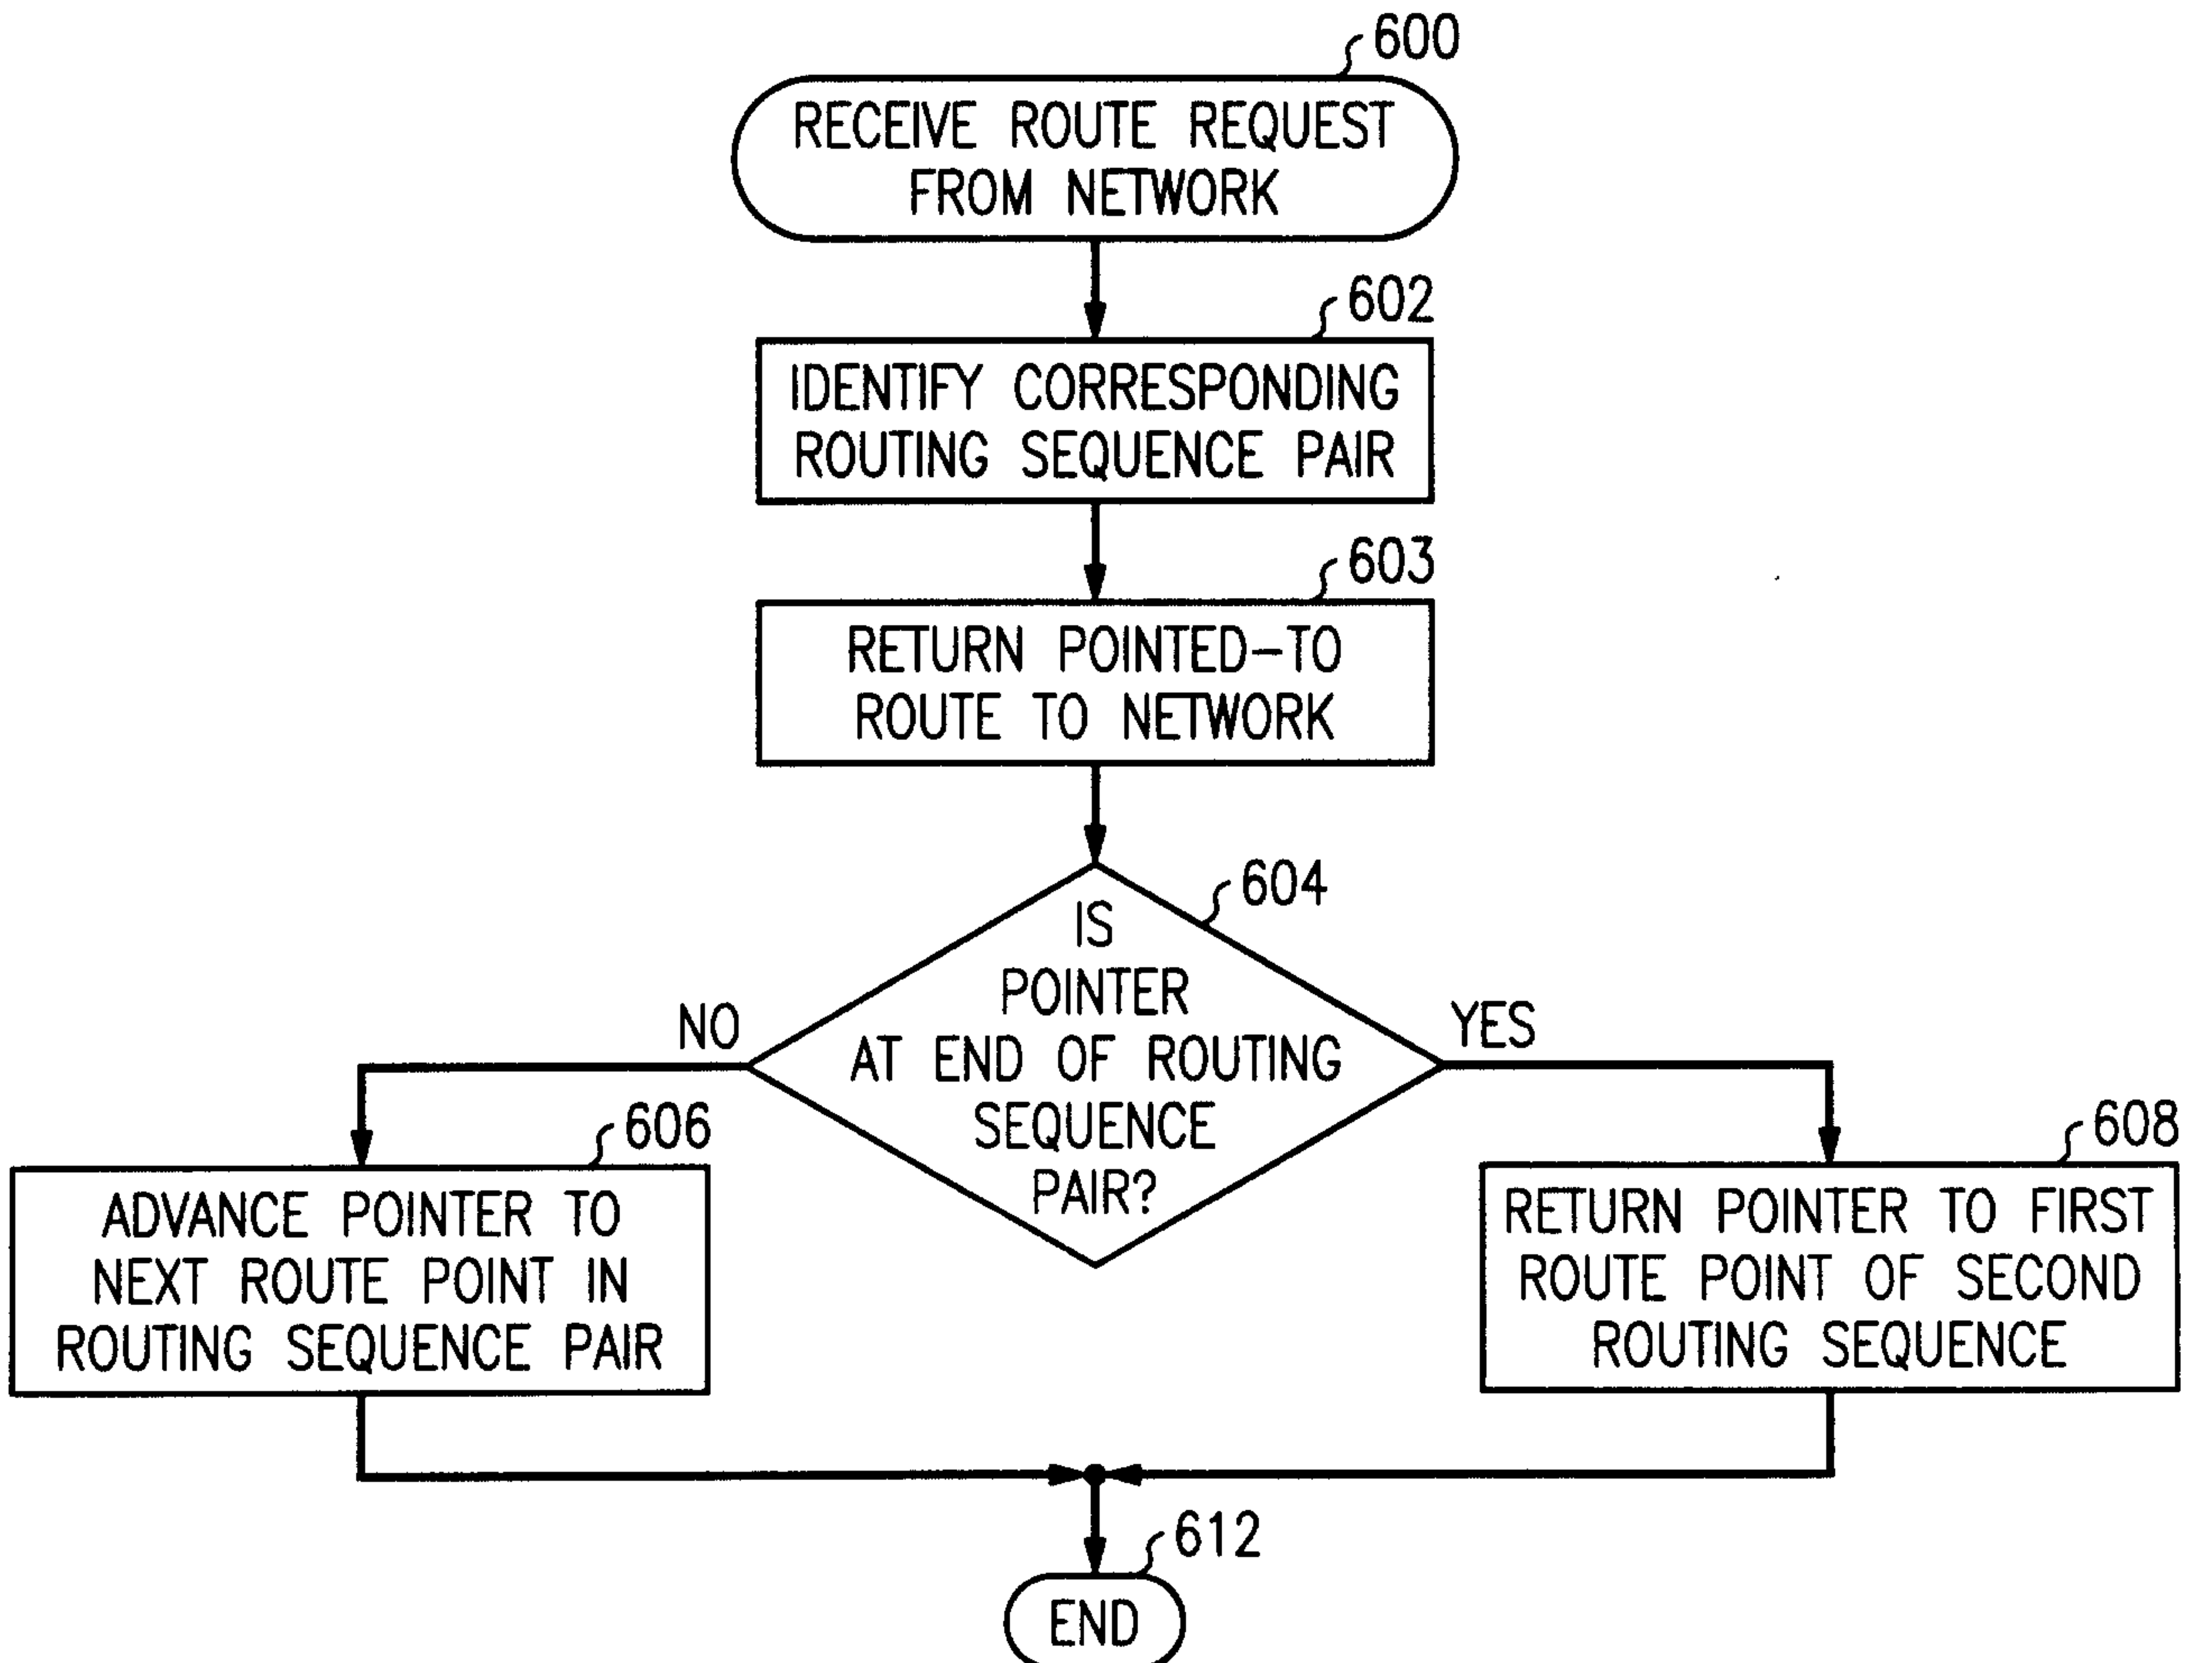 600
RECEIVE ROUTE REQUEST
FROM NETWORK
602
IDENTIFY CORRESPONDING
ROUTING SEQUENCE PAIR
603
RETURN POINTED-TO
ROUTE TO NETWORK
604
IS
POINTER
AT END OF ROUTING
SEQUENCE
PAIR?
NO
YES
606
ADVANCE POINTER TO
NEXT ROUTE POINT IN
ROUTING SEQUENCE PAIR
608
RETURN POINTER TO FIRST
ROUTE POINT OF SECOND
ROUTING SEQUENCE
612
END